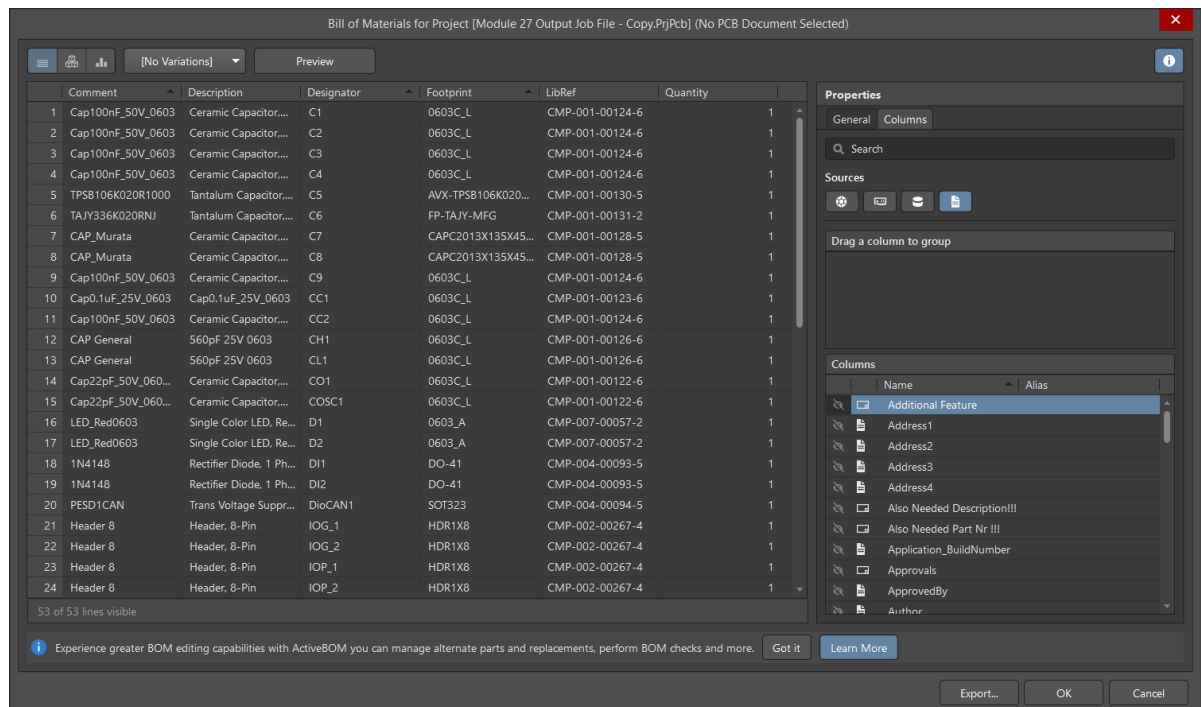 Bill of Materials for Project [Module 27 Output Job File - Copy.PrjPcb] (No PCB Document Selected)
[No Variations] Preview
Comment Description Designator Footprint LibRef Quantity
1 Cap100nF_50V_0603 Ceramic Capacitor,... C1 0603C_L CMP-001-00124-6 1
2 Cap100nF_50V_0603 Ceramic Capacitor,... C2 0603C_L CMP-001-00124-6 1
3 Cap100nF_50V_0603 Ceramic Capacitor,... C3 0603C_L CMP-001-00124-6 1
4 Cap100nF_50V_0603 Ceramic Capacitor,... C4 0603C_L CMP-001-00124-6 1
5 TPSB106K020R1000 Tantalum Capacitor,... C5 AVX-TPSB106K020... CMP-001-00130-5 1
6 TAJY336K020RNJ Tantalum Capacitor,... C6 FP-TAJY-MFG CMP-001-00131-2 1
7 CAP_Murata Ceramic Capacitor,... C7 CAPC2013X135X45... CMP-001-00128-5 1
8 CAP_Murata Ceramic Capacitor,... C8 CAPC2013X135X45... CMP-001-00128-5 1
9 Cap100nF_50V_0603 Ceramic Capacitor,... C9 0603C_L CMP-001-00124-6 1
10 Cap0.1uF_25V_0603 Cap0.1uF_25V_0603 CC1 0603C_L CMP-001-00123-6 1
11 Cap100nF_50V_0603 Ceramic Capacitor,... CC2 0603C_L CMP-001-00124-6 1
12 CAP General 560pF 25V 0603 CH1 0603C_L CMP-001-00126-6 1
13 CAP General 560pF 25V 0603 CL1 0603C_L CMP-001-00126-6 1
14 Cap22pF_50V_060... Ceramic Capacitor,... CO1 0603C_L CMP-001-00122-6 1
15 Cap22pF_50V_060... Ceramic Capacitor,... COSC1 0603C_L CMP-001-00122-6 1
16 LED_Red0603 Single Color LED, Re... D1 0603_A CMP-007-00057-2 1
17 LED_Red0603 Single Color LED, Re... D2 0603_A CMP-007-00057-2 1
18 1N4148 Rectifier Diode, 1 Ph... DI1 DO-41 CMP-004-00093-5 1
19 1N4148 Rectifier Diode, 1 Ph... DI2 DO-41 CMP-004-00093-5 1
20 PESD1CAN Trans Voltage Suppr... DioCAN1 SOT323 CMP-004-00094-5 1
21 Header 8 Header, 8-Pin IOG_1 HDR1X8 CMP-002-00267-4 1
22 Header 8 Header, 8-Pin IOG_2 HDR1X8 CMP-002-00267-4 1
23 Header 8 Header, 8-Pin IOP_1 HDR1X8 CMP-002-00267-4 1
24 Header 8 Header, 8-Pin IOP_2 HDR1X8 CMP-002-00267-4 1
53 of 53 lines visible
Properties
General Columns
Search
Sources
Drag a column to group
Columns
Name Alias
Additional Feature
Address1
Address2
Address3
Address4
Also Needed Description!!!
Also Needed Part Nr !!!
Application_BuildNumber
Approvals
ApprovedBy
Author
Experience greater BOM editing capabilities with ActiveBOM you can manage alternate parts and replacements, perform BOM checks and more. Got it Learn More
Export... OK Cancel